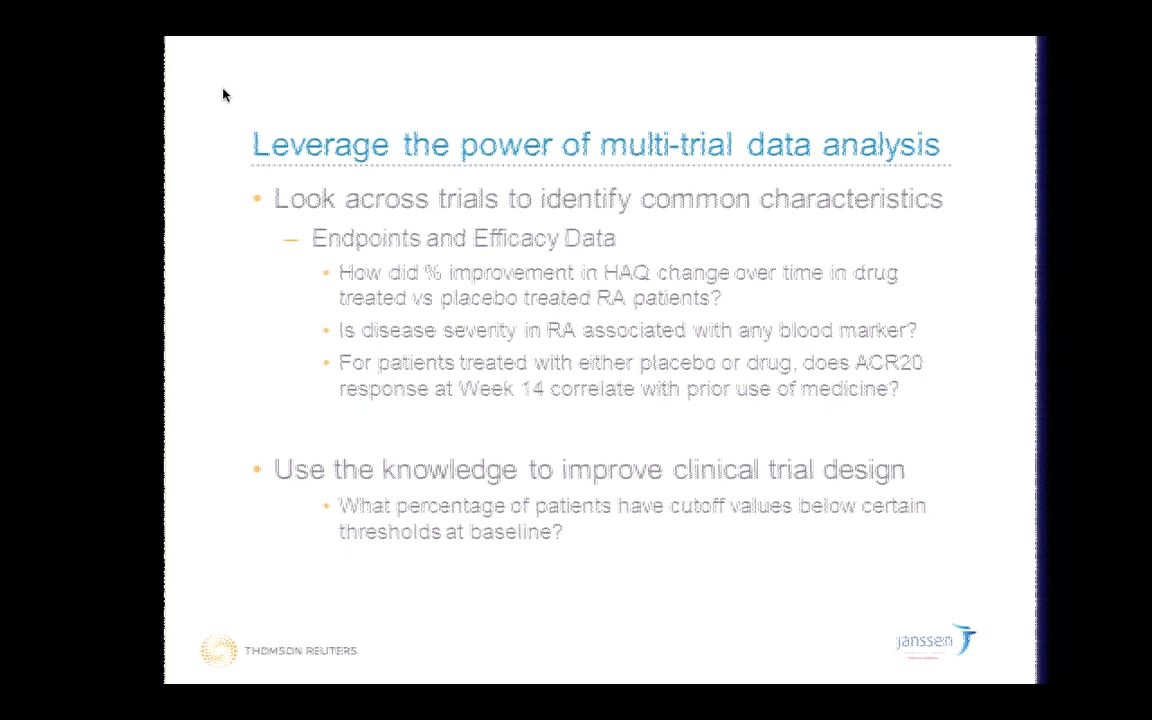 Leverage the power of multi-trial data analysis
• Look across trials to identify common characteristics
– Endpoints and Efficacy Data
• How did % improvement in HAQ change over time in drug
treated vs placebo treated RA patients?
• Is disease severity in RA associated with any blood marker?
• For patients treated with either placebo or drug, does ACR20
response at Week 14 correlate with prior use of medicine?
• Use the knowledge to improve clinical trial design
• What percentage of patients have cutoff values below certain
thresholds at baseline?
THOMSON REUTERS
janssen